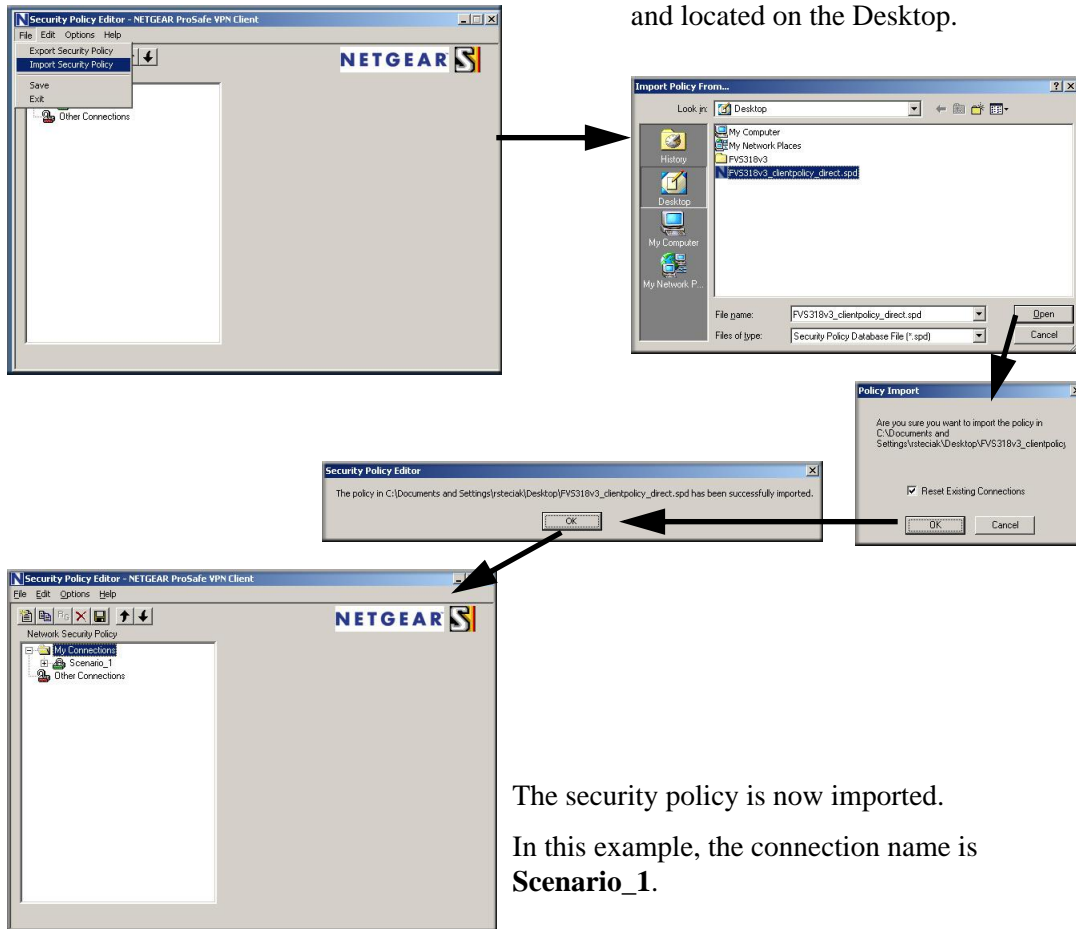 Security Policy Editor - NETGEAR ProSafe VPN Client
File Edit Options Help
Export Security Policy
Import Security Policy
Save
Exit
Other Connections
NETGEAR
and located on the Desktop.
Import Policy From...
Look in: Desktop
History
Desktop
My Computer
My Network P...
My Computer
My Network Places
FVS318v3
FVS318v3_clientpolicy_direct.spd
File name: FVS318v3_clientpolicy_direct.spd Open
Files of type: Security Policy Database File (*.spd) Cancel
Policy Import
Are you sure you want to import the policy in
C:\Documents and
Settings\rsteciak\Desktop\FVS318v3_clientpolicy
Reset Existing Connections
OK Cancel
Security Policy Editor
The policy in C:\Documents and Settings\rsteciak\Desktop\FVS318v3_clientpolicy_direct.spd has been successfully imported.
OK
Security Policy Editor - NETGEAR ProSafe VPN Client
File Edit Options Help
NETGEAR
Network Security Policy
My Connections
Scenario_1
Other Connections
The security policy is now imported.
In this example, the connection name is
Scenario_1.